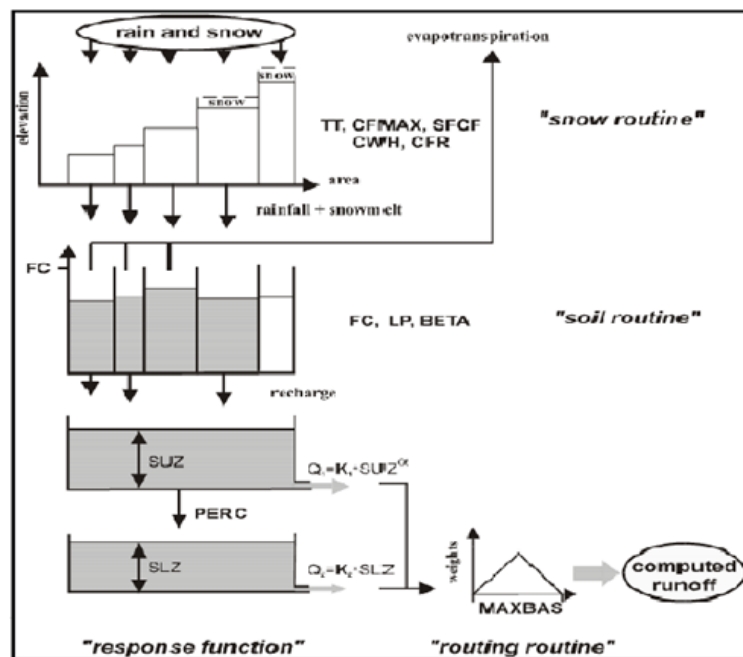 rain and snow
evapotranspiration
snow
snow
elevation
TT, CFMAX, SFCF
CWH, CFR
"snow routine"
area
rainfall + snowmelt
FC
FC, LP, BETA
"soil routine"
recharge
SUZ
Q₁=K₁·SUZ^α
PERC
SLZ
Q₂=K₂·SLZ
weights
MAXBAS
computed
runoff
"response function"
"routing routine"